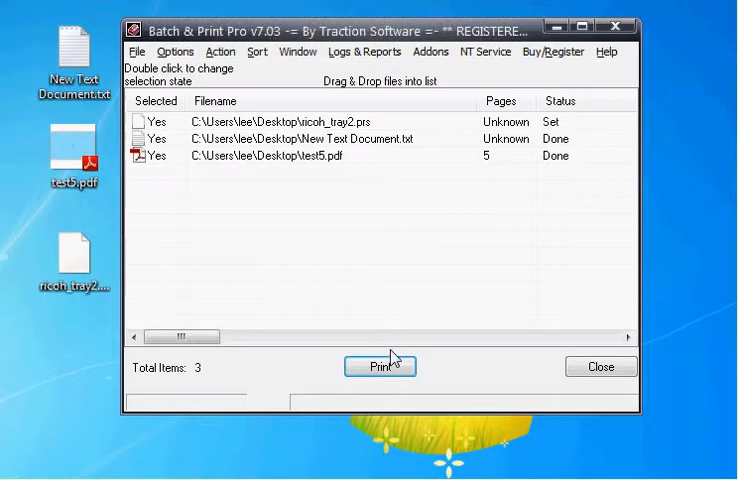 New Text
Document.txt
test5.pdf
ricoh_tray2....
Batch & Print Pro v7.03 -= By Traction Software =- ** REGISTERE...
File Options Action Sort Window Logs & Reports Addons NT Service Buy/Register Help
Double click to change
selection state Drag & Drop files into list
Selected Filename Pages Status
Yes C:\Users\lee\Desktop\ricoh_tray2.prs Unknown Set
Yes C:\Users\lee\Desktop\New Text Document.txt Unknown Done
Yes C:\Users\lee\Desktop\test5.pdf 5 Done
Total Items: 3 Print Close